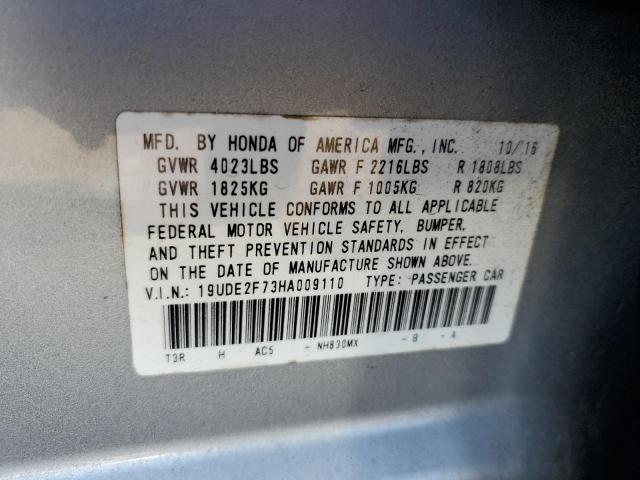 MFD. BY HONDA OF AMERICA MFG., INC. 10/16
GVWR 4023LBS GAWR F 2216LBS R 1808LBS
GVWR 1825KG GAWR F 1005KG R 820KG
THIS VEHICLE CONFORMS TO ALL APPLICABLE
FEDERAL MOTOR VEHICLE SAFETY, BUMPER,
AND THEFT PREVENTION STANDARDS IN EFFECT
ON THE DATE OF MANUFACTURE SHOWN ABOVE.
V.I.N.: 19UDE2F73HA009110 TYPE: PASSENGER CAR
T3R H AC5 - NH830MX - B - A